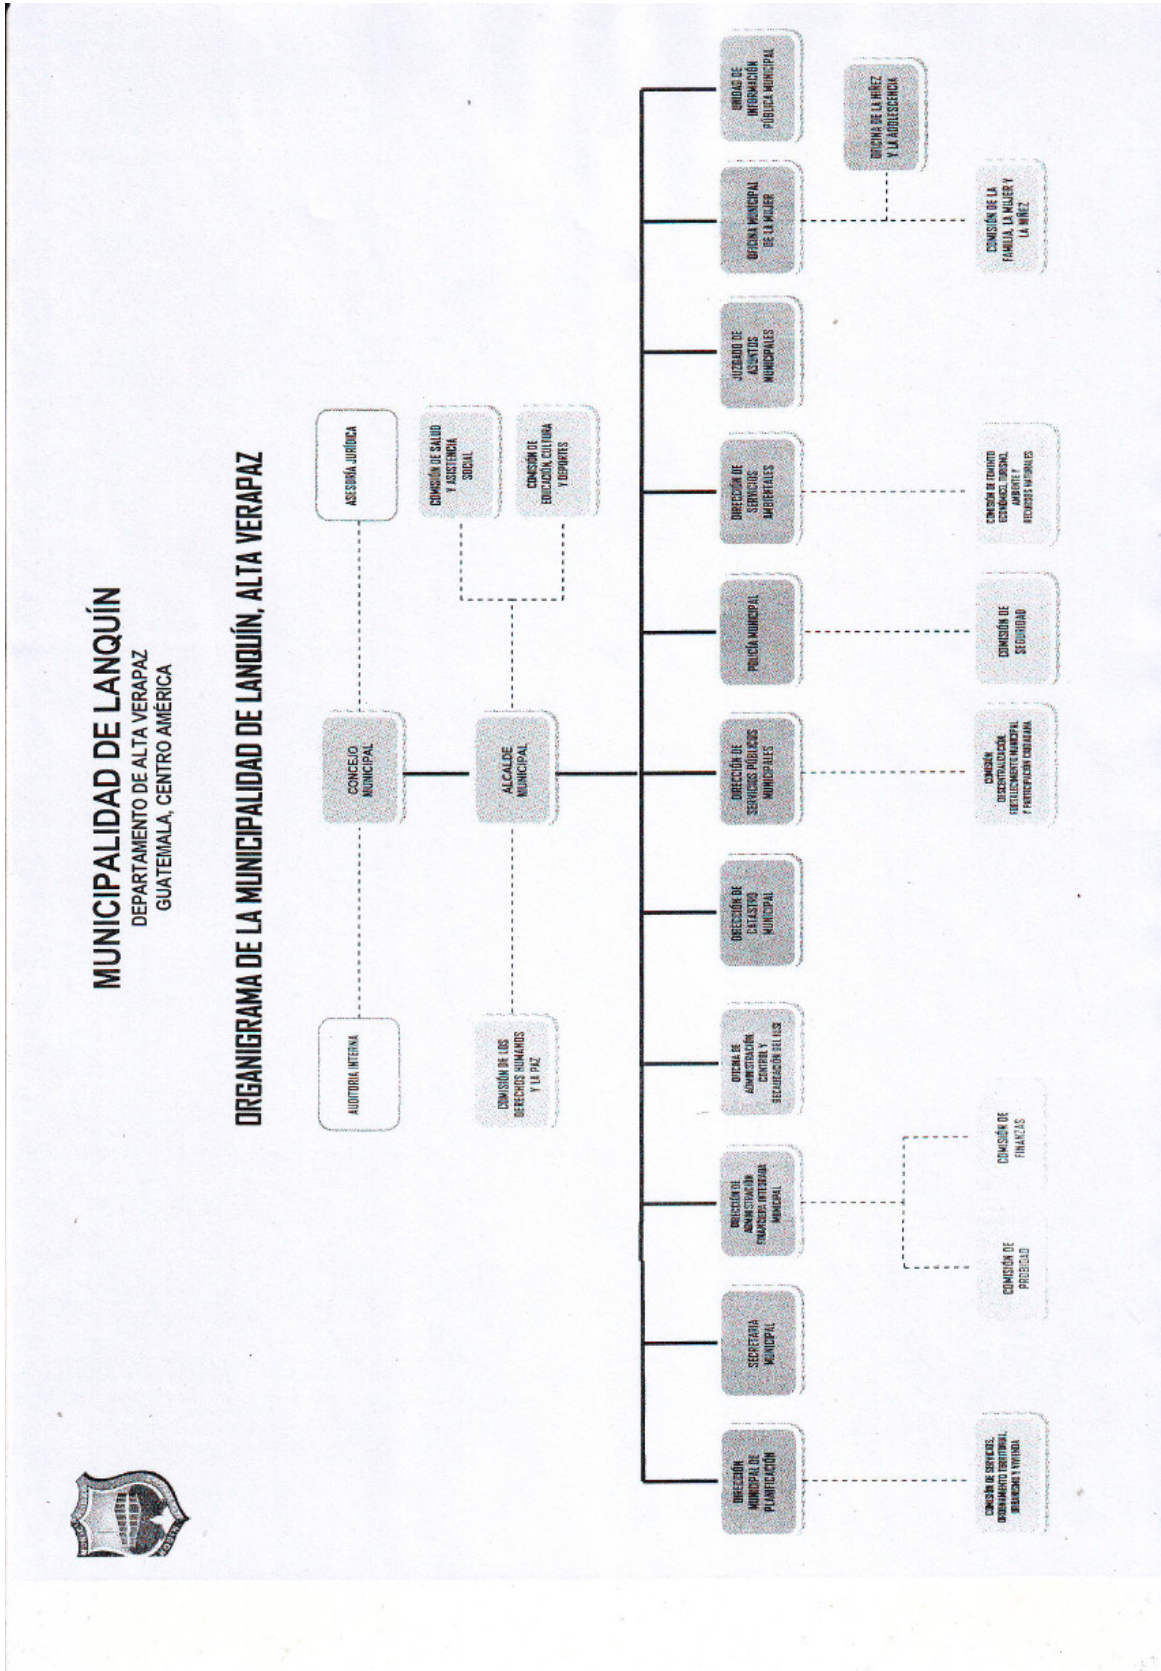 MUNICIPALIDAD DE LANQUÍN
DEPARTAMENTO DE ALTA VERAPAZ
GUATEMALA, CENTRO AMÉRICA
ORGANIGRAMA DE LA MUNICIPALIDAD DE LANQUÍN, ALTA VERAPAZ
AUDITORIA INTERNA
CONCEJO
MUNICIPAL
ASESORÍA JURÍDICA
COMISIÓN DE LOS
DERECHOS HUMANOS
Y LA PAZ
ALCALDE
MUNICIPAL
COMISIÓN DE SALUD
Y ASISTENCIA
SOCIAL
COMISIÓN DE
EDUCACIÓN, CULTURA
Y DEPORTES
DIRECCIÓN
MUNICIPAL DE
PLANIFICACIÓN
SECRETARIA
MUNICIPAL
DIRECCIÓN DE
ADMINISTRACIÓN
FINANCIERA INTEGRADA
MUNICIPAL
OFICINA DE
ADMINISTRACIÓN,
CONTROL Y
RECAUDACIÓN DEL IUSI
DIRECCIÓN DE
CATASTRO
MUNICIPAL
DIRECCIÓN DE
SERVICIOS PÚBLICOS
MUNICIPALES
POLICÍA MUNICIPAL
DIRECCIÓN DE
SERVICIOS
AMBIENTALES
JUZGADO DE
ASUNTOS
MUNICIPALES
OFICINA MUNICIPAL
DE LA MUJER
UNIDAD DE
INFORMACIÓN
PÚBLICA MUNICIPAL
OFICINA DE LA NIÑEZ
Y LA ADOLESCENCIA
COMISIÓN DE SERVICIOS,
ORDENAMIENTO TERRITORIAL,
URBANISMO Y VIVIENDA
COMISIÓN DE
PROBIDAD
COMISIÓN DE
FINANZAS
COMISIÓN
DESCENTRALIZACIÓN
FORTALECIMIENTO MUNICIPAL
Y PARTICIPACIÓN CIUDADANA
COMISIÓN DE
SEGURIDAD
COMISIÓN DE FOMENTO
ECONÓMICO, TURISMO,
AMBIENTE Y
RECURSOS NATURALES
COMISIÓN DE LA
FAMILIA, LA MUJER Y
LA NIÑEZ